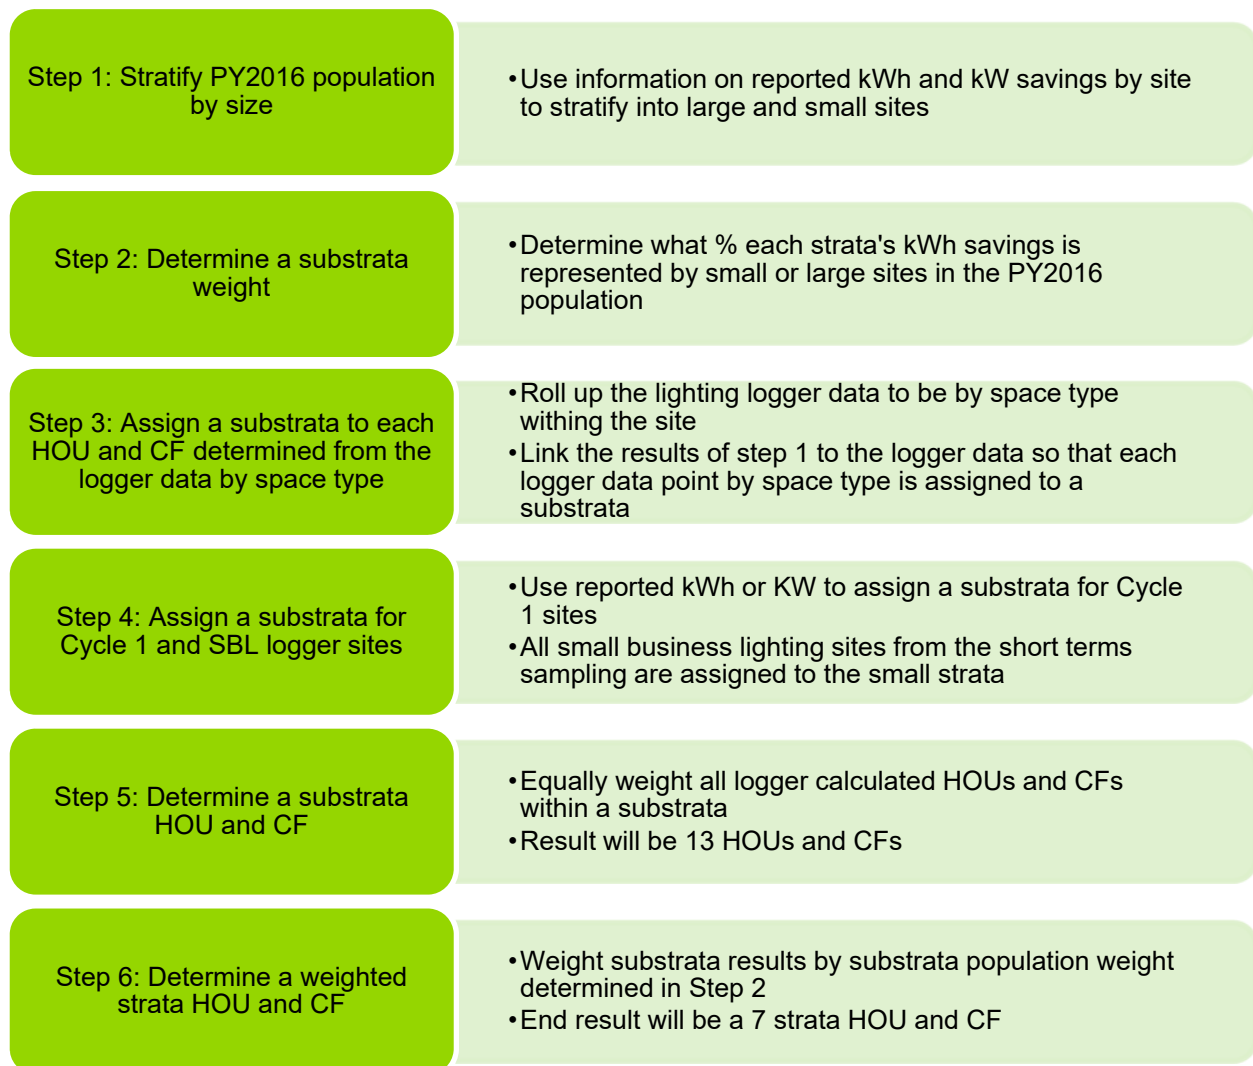 Step 1: Stratify PY2016 population
by size
•Use information on reported kWh and kW savings by site
to stratify into large and small sites
Step 2: Determine a substrata
weight
•Determine what % each strata's kWh savings is
represented by small or large sites in the PY2016
population
Step 3: Assign a substrata to each
HOU and CF determined from the
logger data by space type
•Roll up the lighting logger data to be by space type
withing the site
•Link the results of step 1 to the logger data so that each
logger data point by space type is assigned to a
substrata
Step 4: Assign a substrata for
Cycle 1 and SBL logger sites
•Use reported kWh or KW to assign a substrata for Cycle
1 sites
•All small business lighting sites from the short terms
sampling are assigned to the small strata
Step 5: Determine a substrata
HOU and CF
•Equally weight all logger calculated HOUs and CFs
within a substrata
•Result will be 13 HOUs and CFs
Step 6: Determine a weighted
strata HOU and CF
•Weight substrata results by substrata population weight
determined in Step 2
•End result will be a 7 strata HOU and CF